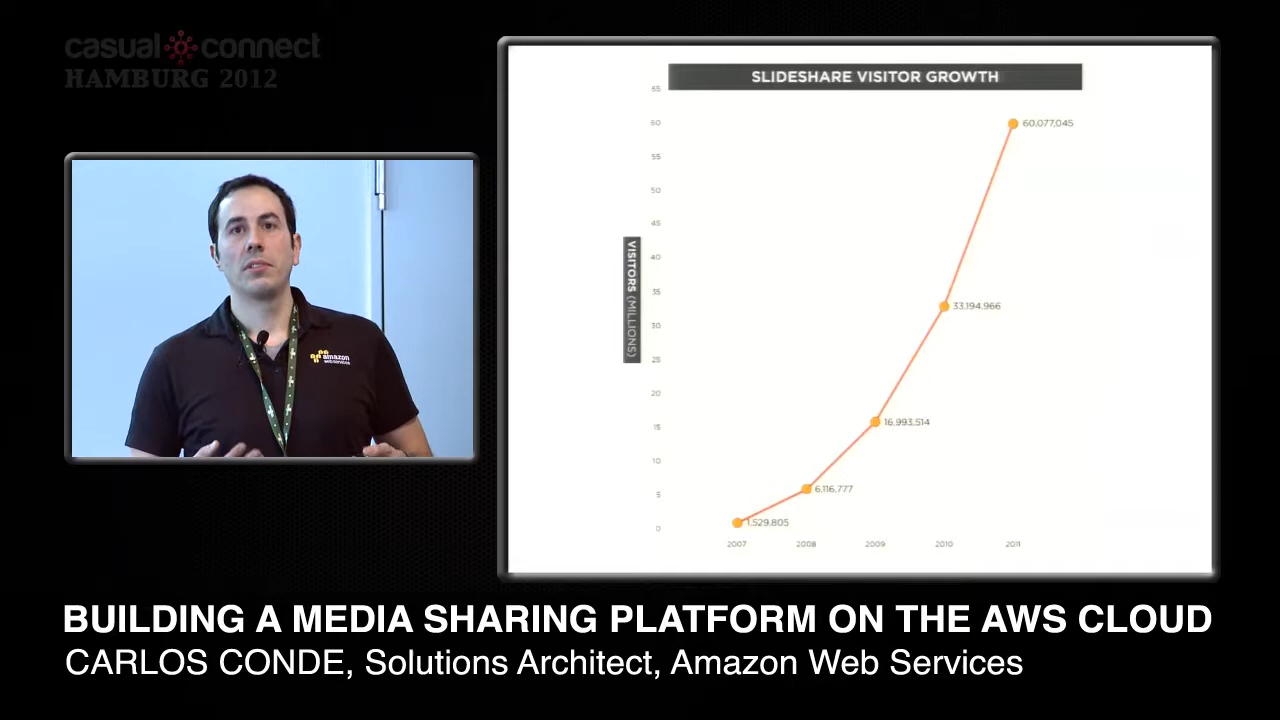 casual connect
HAMBURG 2012
amazon
webservices
SLIDESHARE VISITOR GROWTH
VISITORS (MILLIONS)
65
60
55
50
45
40
35
30
25
20
15
10
5
0
60,077,045
33,194,966
16,993,514
6,116,777
1,529,805
2007 2008 2009 2010 2011
BUILDING A MEDIA SHARING PLATFORM ON THE AWS CLOUD
CARLOS CONDE, Solutions Architect, Amazon Web Services